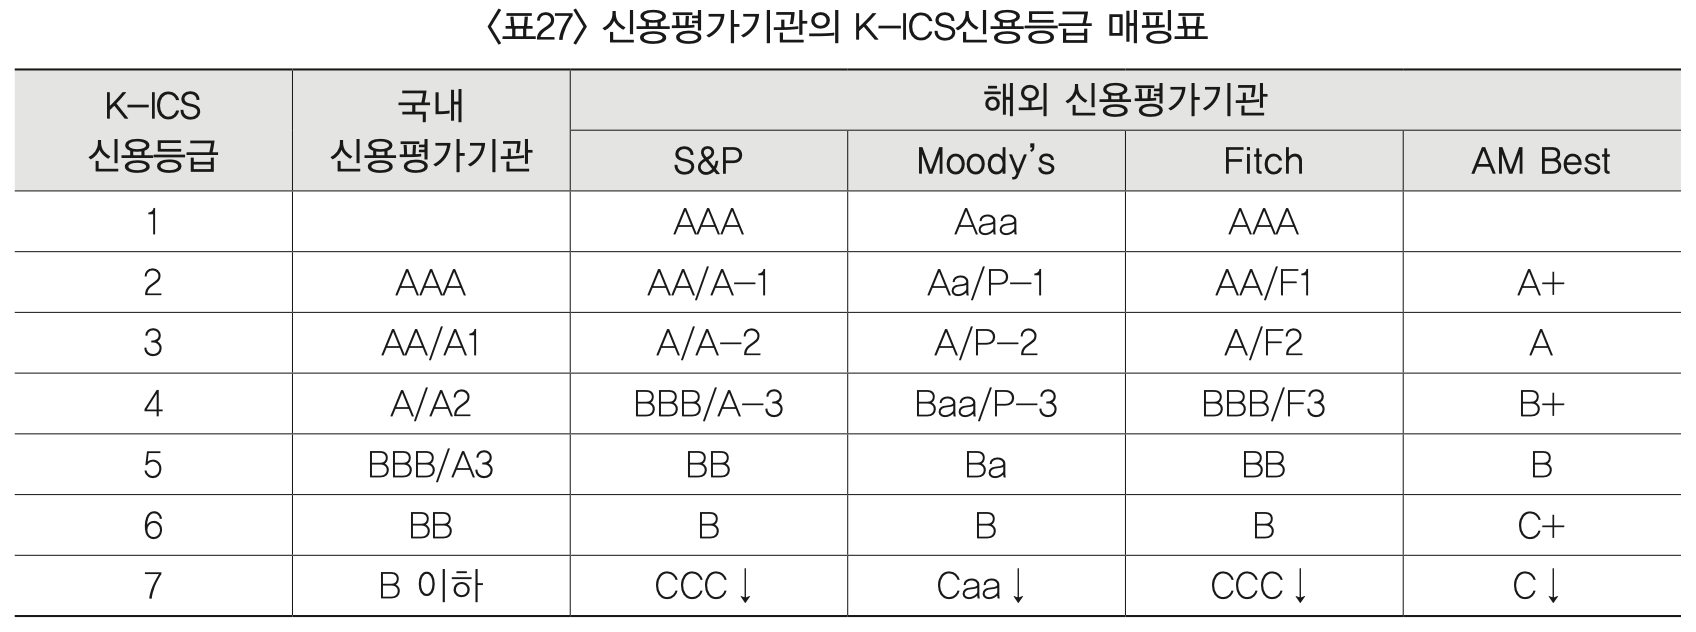 〈표27〉 신용평가기관의 K-ICS신용등급 매핑표
K-ICS 신용등급 국내 신용평가기관 해외 신용평가기관
S&P Moody's Fitch AM Best
1 AAA Aaa AAA
2 AAA AA/A-1 Aa/P-1 AA/F1 A+
3 AA/A1 A/A-2 A/P-2 A/F2 A
4 A/A2 BBB/A-3 Baa/P-3 BBB/F3 B+
5 BBB/A3 BB Ba BB B
6 BB B B B C+
7 B 이하 CCC↓ Caa↓ CCC↓ C↓